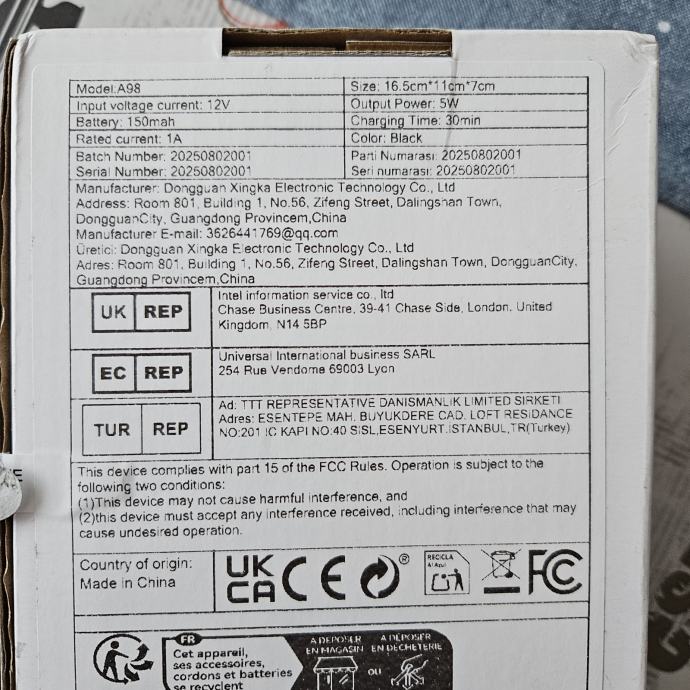 Model:A98
Size: 16.5cm*11cm*7cm
Input voltage current: 12V
Output Power: 5W
Battery: 150mah
Charging Time: 30min
Rated current: 1A
Color: Black
Batch Number: 20250802001
Parti Numarası: 20250802001
Serial Number: 20250802001
Seri numarası: 20250802001
Manufacturer: Dongguan Xingka Electronic Technology Co., Ltd
Address: Room 801, Building 1, No.56, Zifeng Street, Dalingshan Town,
DongguanCity, Guangdong Provincem,China
Manufacturer E-mail: 3626441769@qq.com
Üretici: Dongguan Xingka Electronic Technology Co., Ltd
Adres: Room 801, Building 1, No.56, Zifeng Street, Dalingshan Town, DongguanCity,
Guangdong Provincem,China
UK REP
Intel information service co., ltd
Chase Business Centre, 39-41 Chase Side, London, United
Kingdom, N14 5BP
EC REP
Universal International business SARL
254 Rue Vendome 69003 Lyon
TUR REP
Ad: TTT REPRESENTATIVE DANISMANLIK LIMITED SIRKETI
Adres: ESENTEPE MAH. BUYUKDERE CAD. LOFT RESIDANCE
NO:201 IC KAPI NO:40 SISL,ESENYURT.ISTANBUL,TR(Turkey)
This device complies with part 15 of the FCC Rules. Operation is subject to the
following two conditions:
(1)This device may not cause harmful interference, and
(2)this device must accept any interference received, including interference that may
cause undesired operation.
Country of origin:
Made in China
UK
CA
CE
®
RECICLA
FC
FR
Cet appareil,
ses accessoires,
cordons et batteries
se recyclent
À DÉPOSER
EN MAGASIN
OU
À DÉPOSER
EN DÉCHÈTERIE